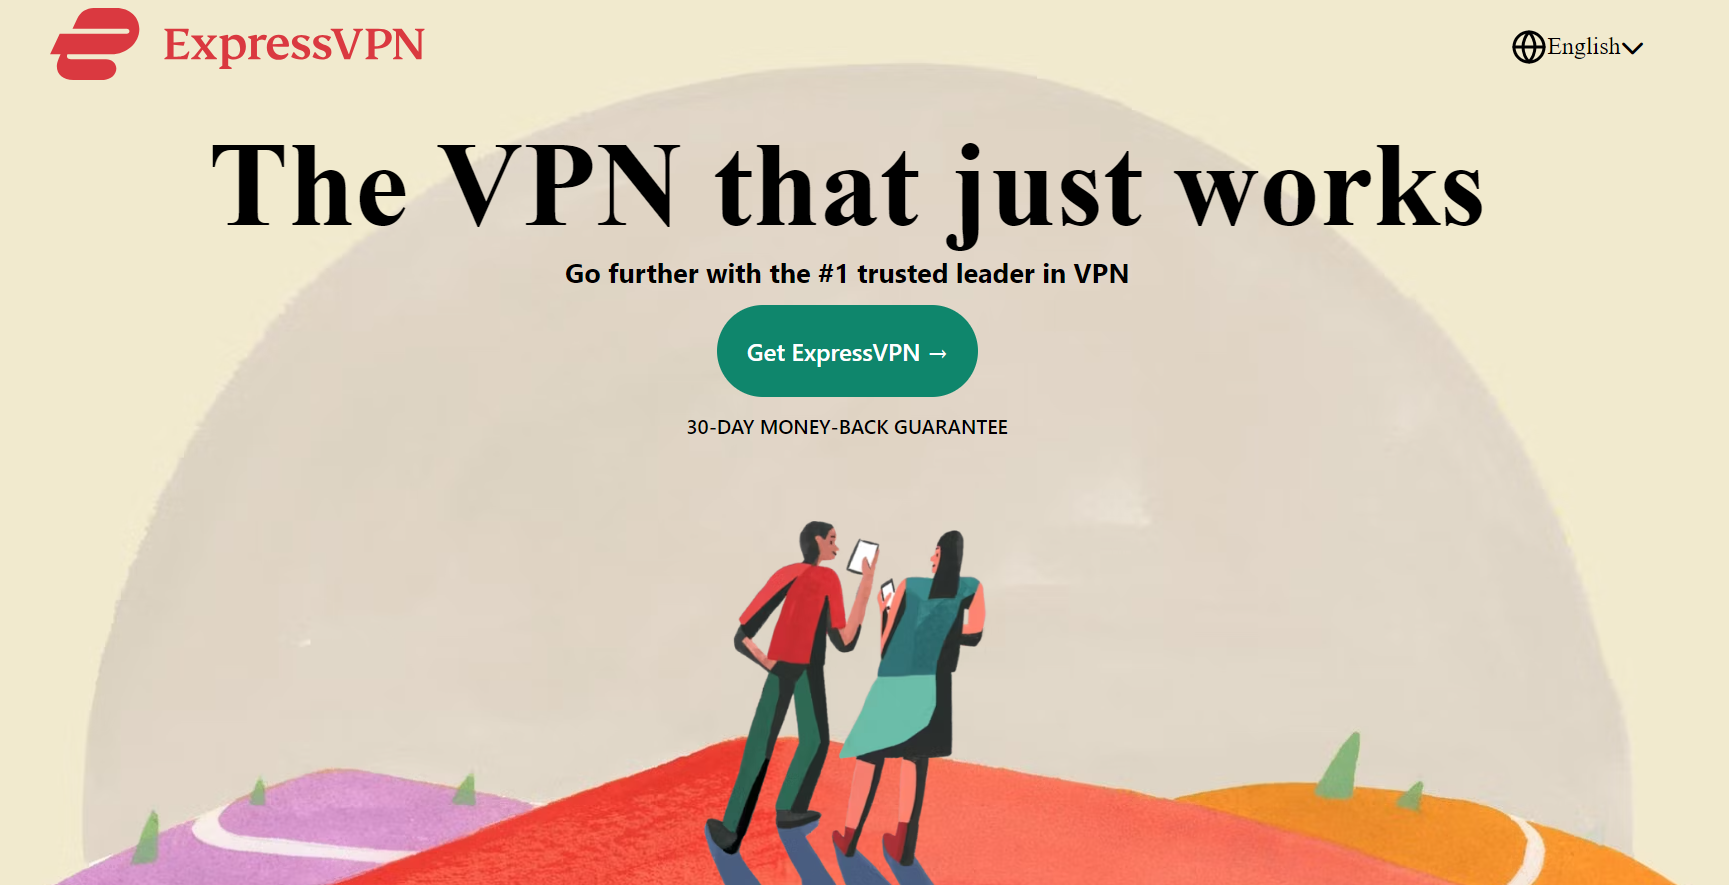 ExpressVPN
English
The VPN that just works
Go further with the #1 trusted leader in VPN
Get ExpressVPN →
30-DAY MONEY-BACK GUARANTEE